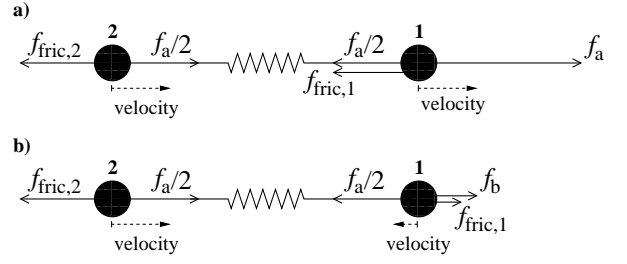 a)
2 1
f_fric,2 f_a/2 f_a/2 f_a
f_fric,1
velocity velocity
b)
2 1
f_fric,2 f_a/2 f_a/2 f_b
f_fric,1
velocity velocity